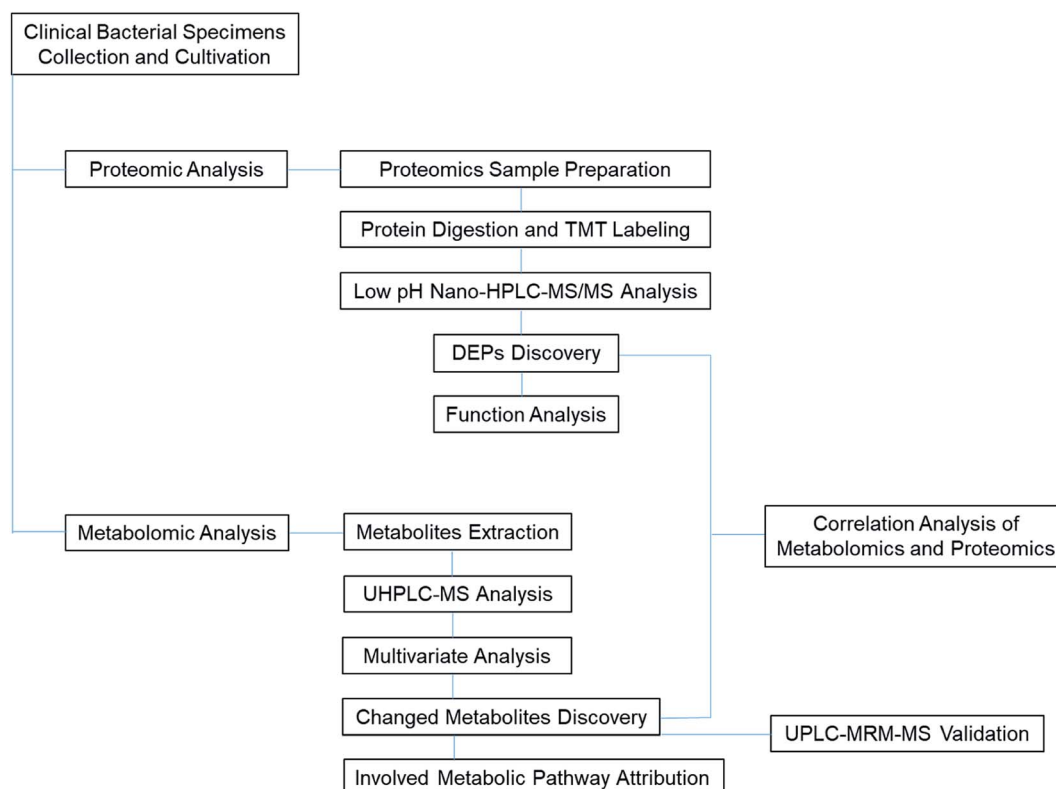 Clinical Bacterial Specimens
Collection and Cultivation
Proteomic Analysis
Proteomics Sample Preparation
Protein Digestion and TMT Labeling
Low pH Nano-HPLC-MS/MS Analysis
DEPs Discovery
Function Analysis
Metabolomic Analysis
Metabolites Extraction
Correlation Analysis of
Metabolomics and Proteomics
UHPLC-MS Analysis
Multivariate Analysis
Changed Metabolites Discovery
UPLC-MRM-MS Validation
Involved Metabolic Pathway Attribution